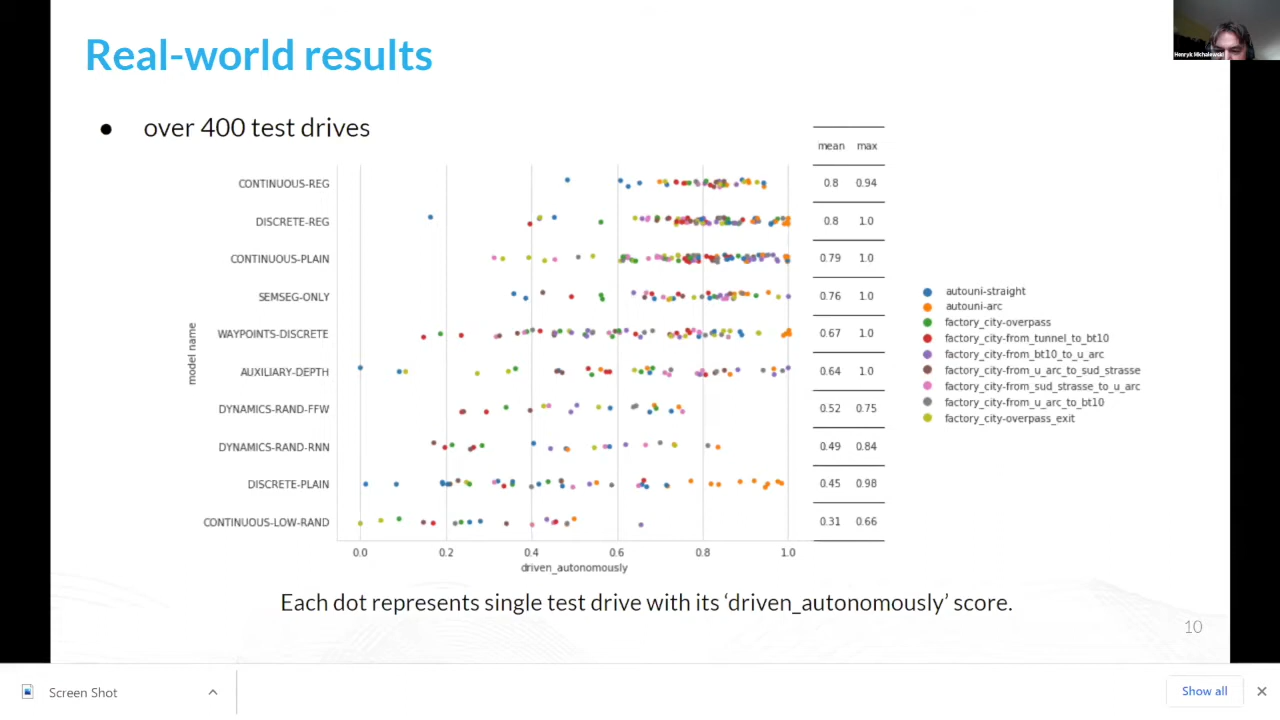 Real-world results
Henryk Michalewski
● over 400 test drives
mean max
CONTINUOUS-REG 0.8 0.94
DISCRETE-REG 0.8 1.0
CONTINUOUS-PLAIN 0.79 1.0
SEMSEG-ONLY 0.76 1.0
WAYPOINTS-DISCRETE 0.67 1.0
AUXILIARY-DEPTH 0.64 1.0
DYNAMICS-RAND-FFW 0.52 0.75
DYNAMICS-RAND-RNN 0.49 0.84
DISCRETE-PLAIN 0.45 0.98
CONTINUOUS-LOW-RAND 0.31 0.66
model name
0.0 0.2 0.4 0.6 0.8 1.0
driven_autonomously
autouni-straight
autouni-arc
factory_city-overpass
factory_city-from_tunnel_to_bt10
factory_city-from_bt10_to_u_arc
factory_city-from_u_arc_to_sud_strasse
factory_city-from_sud_strasse_to_u_arc
factory_city-from_u_arc_to_bt10
factory_city-overpass_exit
Each dot represents single test drive with its ‘driven_autonomously’ score.
10
Screen Shot
Show all